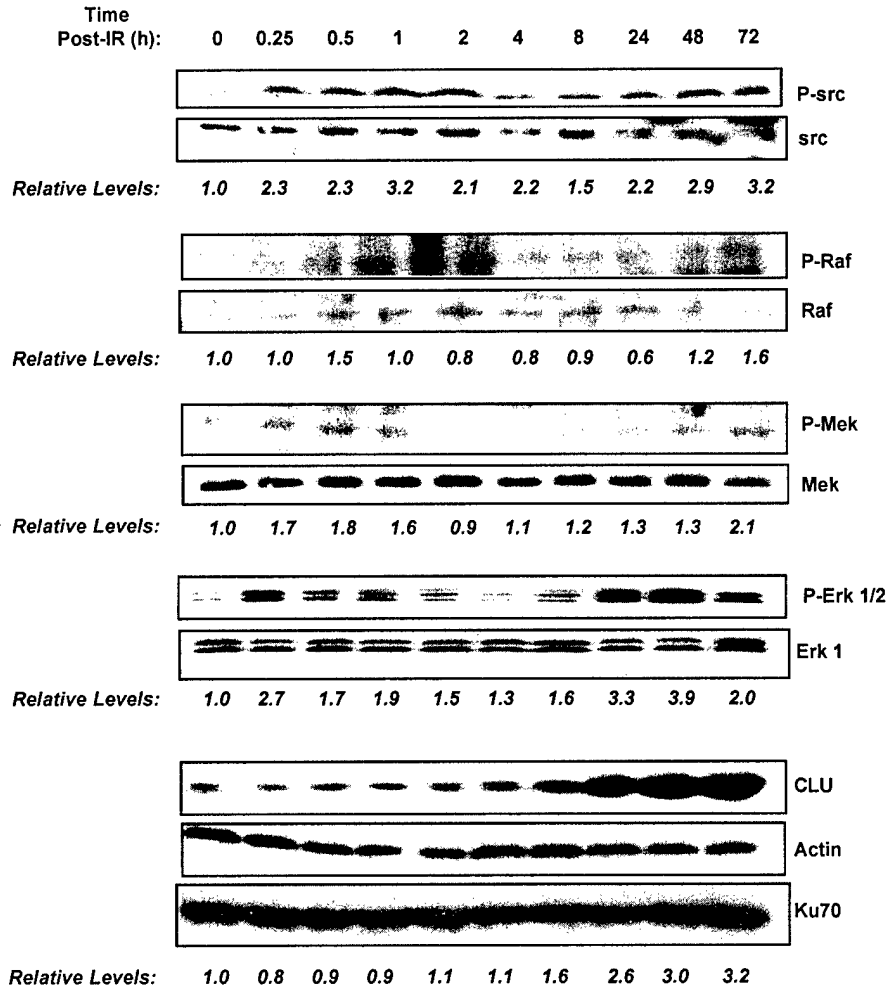 Time
Post-IR (h): 0 0.25 0.5 1 2 4 8 24 48 72
P-src
src
Relative Levels: 1.0 2.3 2.3 3.2 2.1 2.2 1.5 2.2 2.9 3.2
P-Raf
Raf
Relative Levels: 1.0 1.0 1.5 1.0 0.8 0.8 0.9 0.6 1.2 1.6
P-Mek
Mek
Relative Levels: 1.0 1.7 1.8 1.6 0.9 1.1 1.2 1.3 1.3 2.1
P-Erk 1/2
Erk 1
Relative Levels: 1.0 2.7 1.7 1.9 1.5 1.3 1.6 3.3 3.9 2.0
CLU
Actin
Ku70
Relative Levels: 1.0 0.8 0.9 0.9 1.1 1.1 1.6 2.6 3.0 3.2